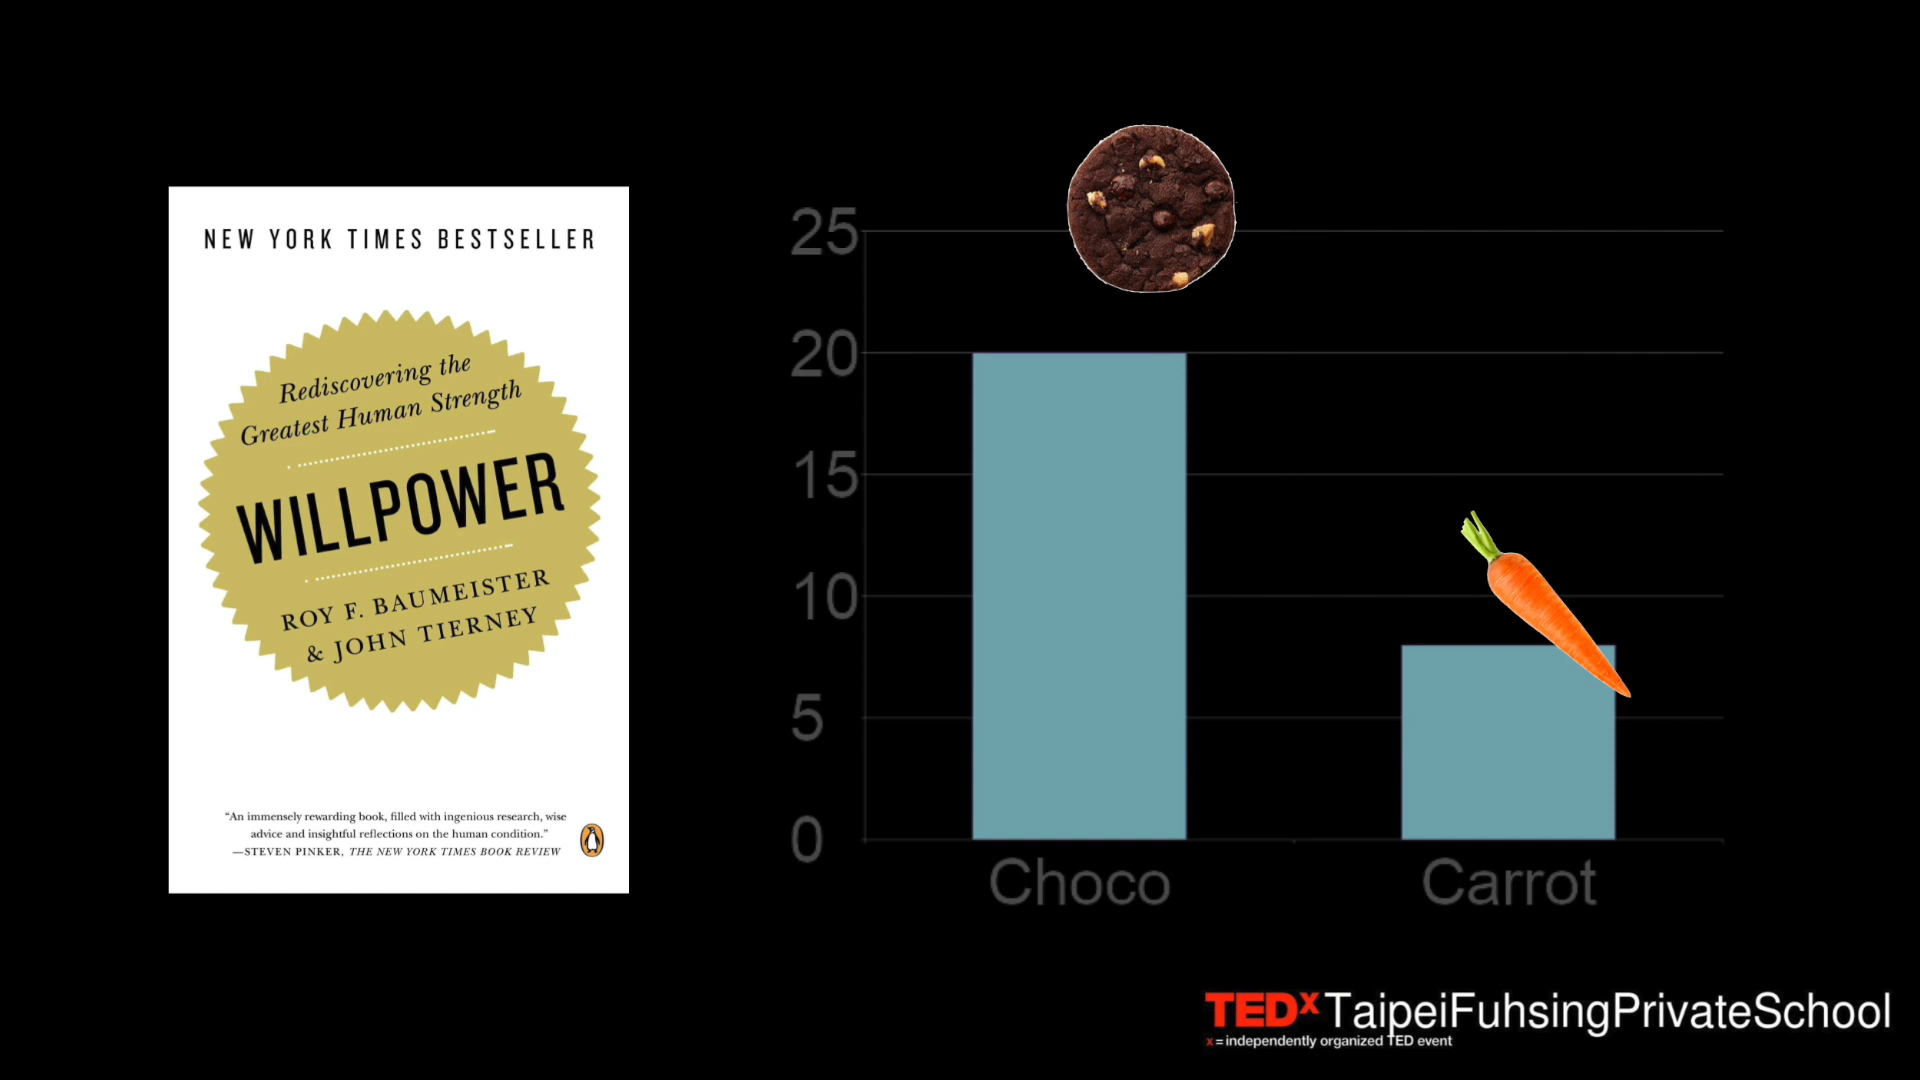 NEW YORK TIMES BESTSELLER
Rediscovering the
Greatest Human Strength
WILLPOWER
ROY F. BAUMEISTER
& JOHN TIERNEY
“An immensely rewarding book, filled with ingenious research, wise
advice and insightful reflections on the human condition.”
—STEVEN PINKER, THE NEW YORK TIMES BOOK REVIEW
25
20
15
10
5
0
Choco
Carrot
TEDxTaipeiFuhsingPrivateSchool
x = independently organized TED event